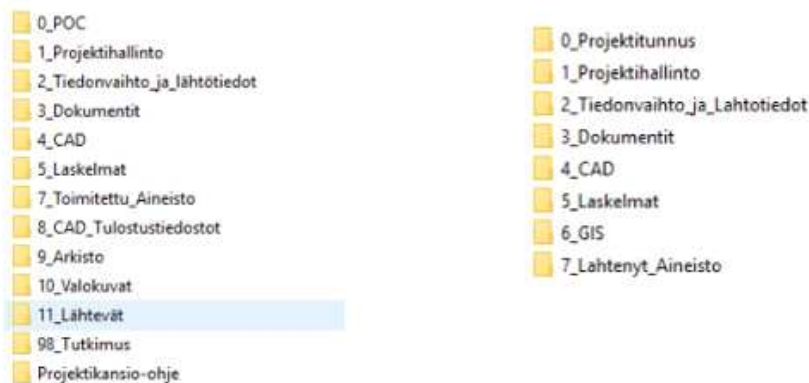 0_POC
1_Projektihallinto
2_Tiedonvaihto_ja_lähtötiedot
3_Dokumentit
4_CAD
5_Laskelmat
7_Toimitettu_Aineisto
8_CAD_Tulostustiedostot
9_Arkisto
10_Valokuvat
11_Lähtevät
98_Tutkimus
Projektikansio-ohje
0_Projektitunnus
1_Projektihallinto
2_Tiedonvaihto_ja_Lahtotiedot
3_Dokumentit
4_CAD
5_Laskelmat
6_GIS
7_Lahtenyt_Aineisto